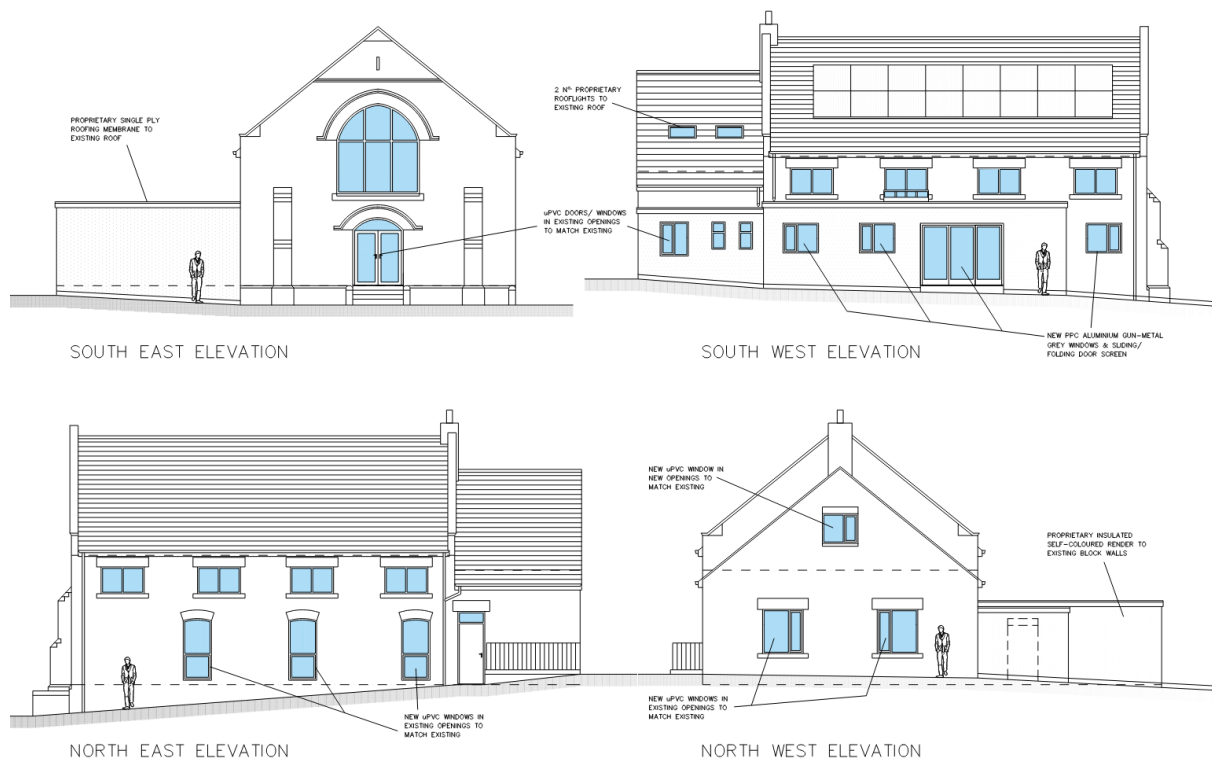 PROPRIETARY SINGLE PLY
ROOFING MEMBRANE TO
EXISTING ROOF
uPVC DOORS/ WINDOWS
IN EXISTING OPENINGS
TO MATCH EXISTING
SOUTH EAST ELEVATION
2 Nº PROPRIETARY
ROOFLIGHTS TO
EXISTING ROOF
NEW PPC ALUMINIUM GUN-METAL
GREY WINDOWS & SLIDING/
FOLDING DOOR SCREEN
SOUTH WEST ELEVATION
NEW uPVC WINDOWS IN
EXISTING OPENINGS TO
MATCH EXISTING
NORTH EAST ELEVATION
NEW uPVC WINDOW IN
NEW OPENINGS TO
MATCH EXISTING
PROPRIETARY INSULATED
SELF-COLOURED RENDER TO
EXISTING BLOCK WALLS
NEW uPVC WINDOWS IN
EXISTING OPENINGS TO
MATCH EXISTING
NORTH WEST ELEVATION